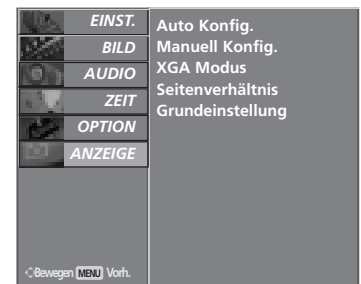 EINST.
BILD
AUDIO
ZEIT
OPTION
ANZEIGE
Auto Konfig.
Manuell Konfig.
XGA Modus
Seitenverhältnis
Grundeinstellung
Bewegen MENU Vorh.